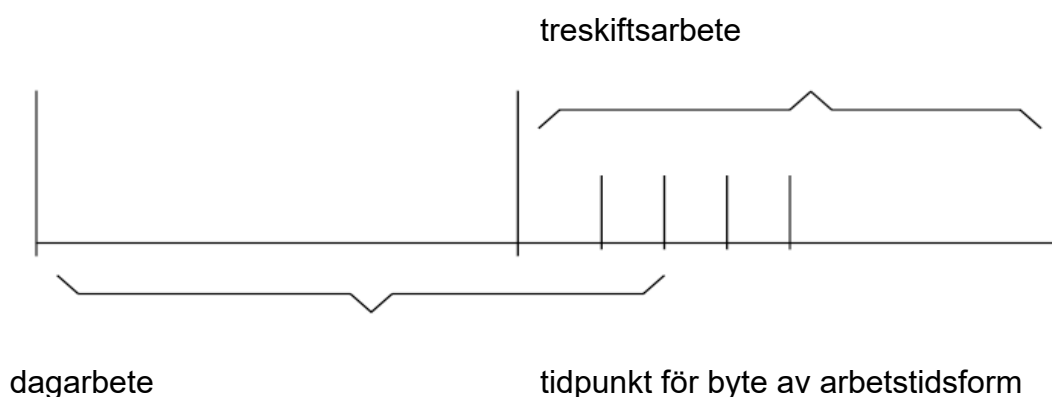 treskiftsarbete
dagarbete
tidpunkt för byte av arbetstidsform